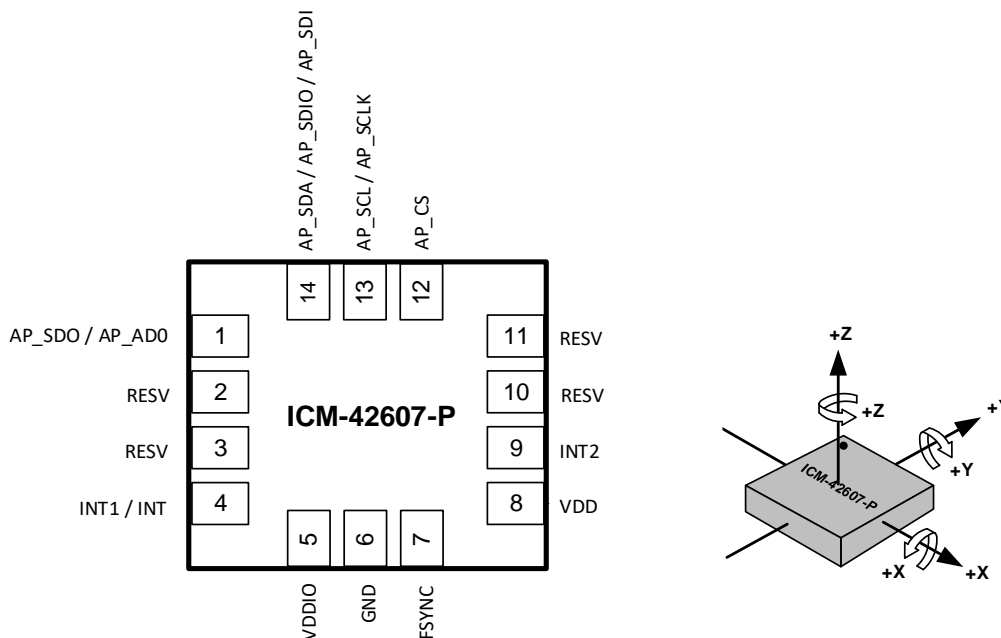 AP_SDA / AP_SDIO / AP_SDI
AP_SCL / AP_SCLK
AP_CS
14
13
12
AP_SDO / AP_AD0
1
11
RESV
RESV
2
10
RESV
ICM-42607-P
RESV
3
9
INT2
INT1 / INT
4
8
VDD
5
6
7
VDDIO
GND
FSYNC
+Z
+Z
+Y
+Y
ICM-42607-P
+X
+X